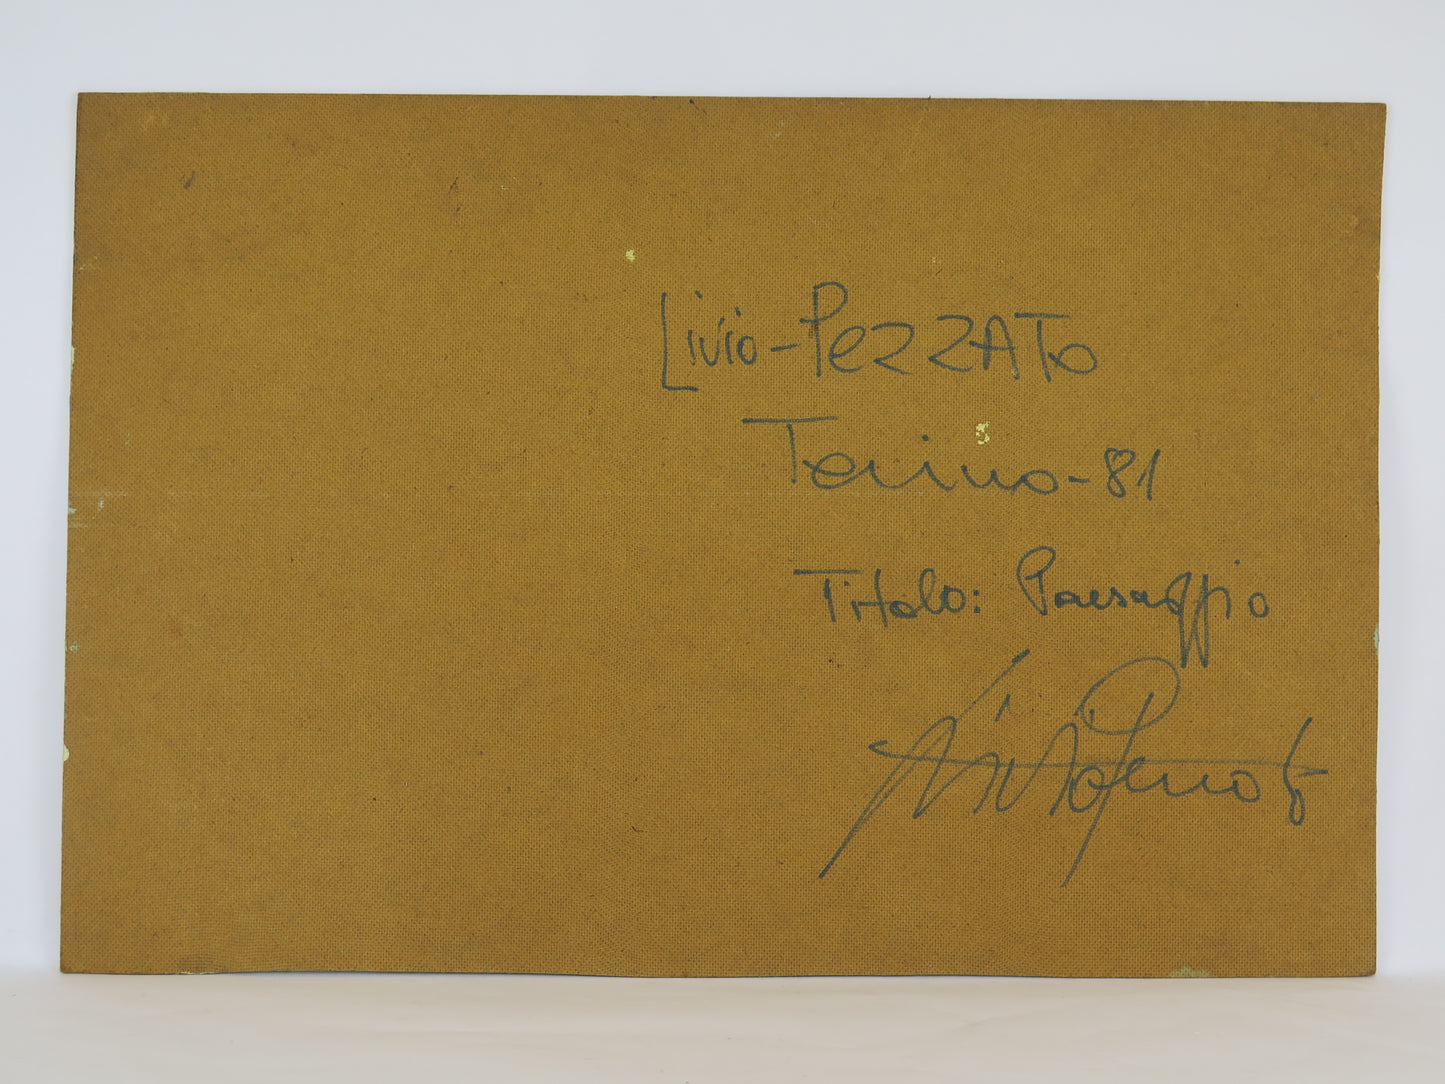 Livio-PezzATo
Torino-81
Titolo: Paesaggio